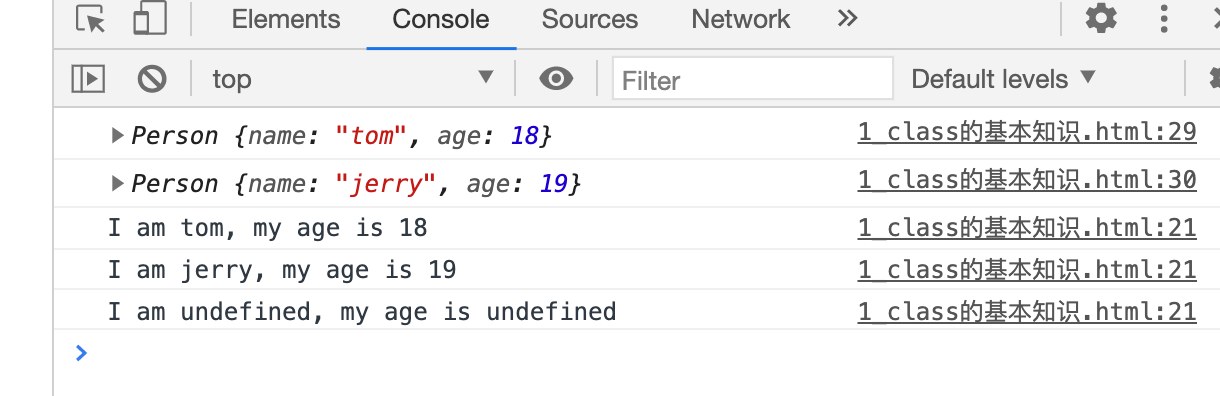 Elements Console Sources Network »
top Filter Default levels
Person {name: "tom", age: 18} 1_class的基本知识.html:29
Person {name: "jerry", age: 19} 1_class的基本知识.html:30
I am tom, my age is 18 1_class的基本知识.html:21
I am jerry, my age is 19 1_class的基本知识.html:21
I am undefined, my age is undefined 1_class的基本知识.html:21